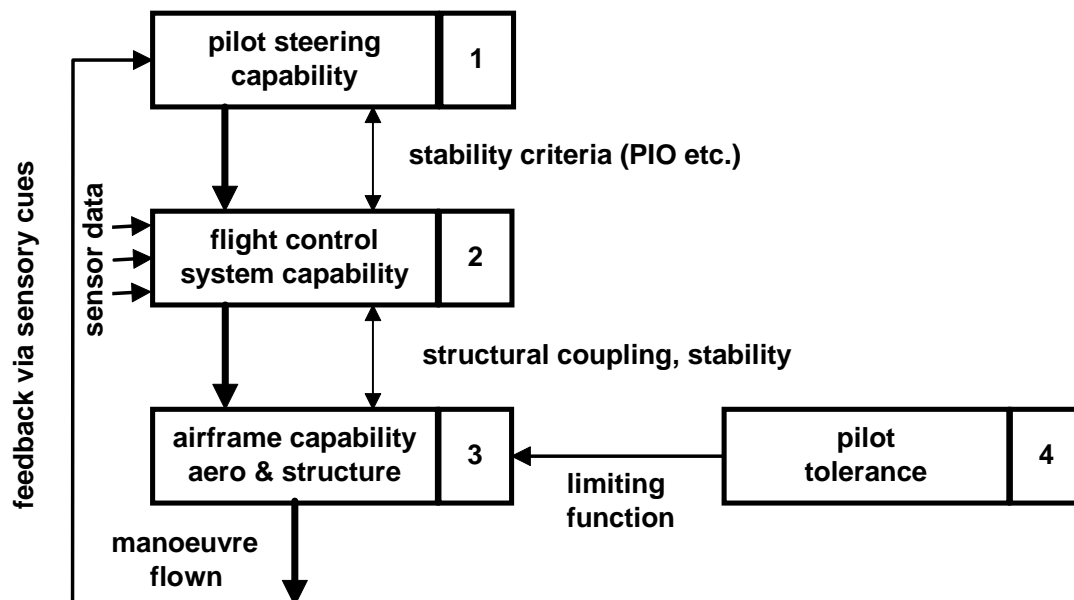 pilot steering
capability
1
stability criteria (PIO etc.)
feedback via sensory cues
sensor data
flight control
system capability
2
structural coupling, stability
airframe capability
aero & structure
3
limiting
function
pilot
tolerance
4
manoeuvre
flown